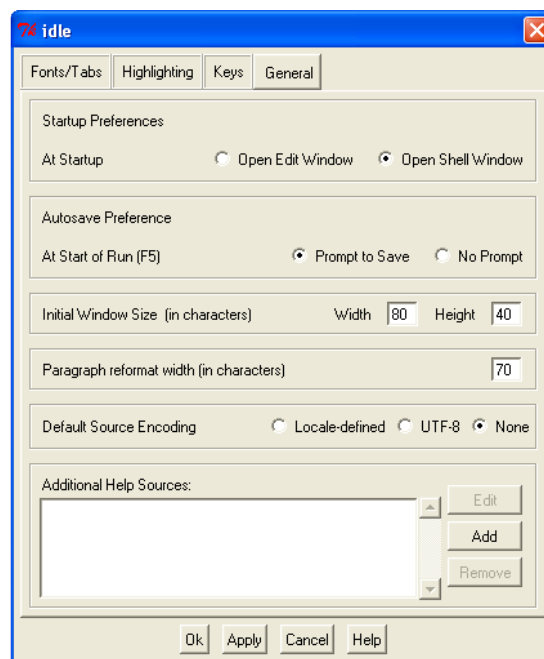 idle
Fonts/Tabs Highlighting Keys General
Startup Preferences
At Startup Open Edit Window Open Shell Window
Autosave Preference
At Start of Run (F5) Prompt to Save No Prompt
Initial Window Size (in characters) Width 80 Height 40
Paragraph reformat width (in characters) 70
Default Source Encoding Locale-defined UTF-8 None
Additional Help Sources:
Edit
Add
Remove
Ok Apply Cancel Help